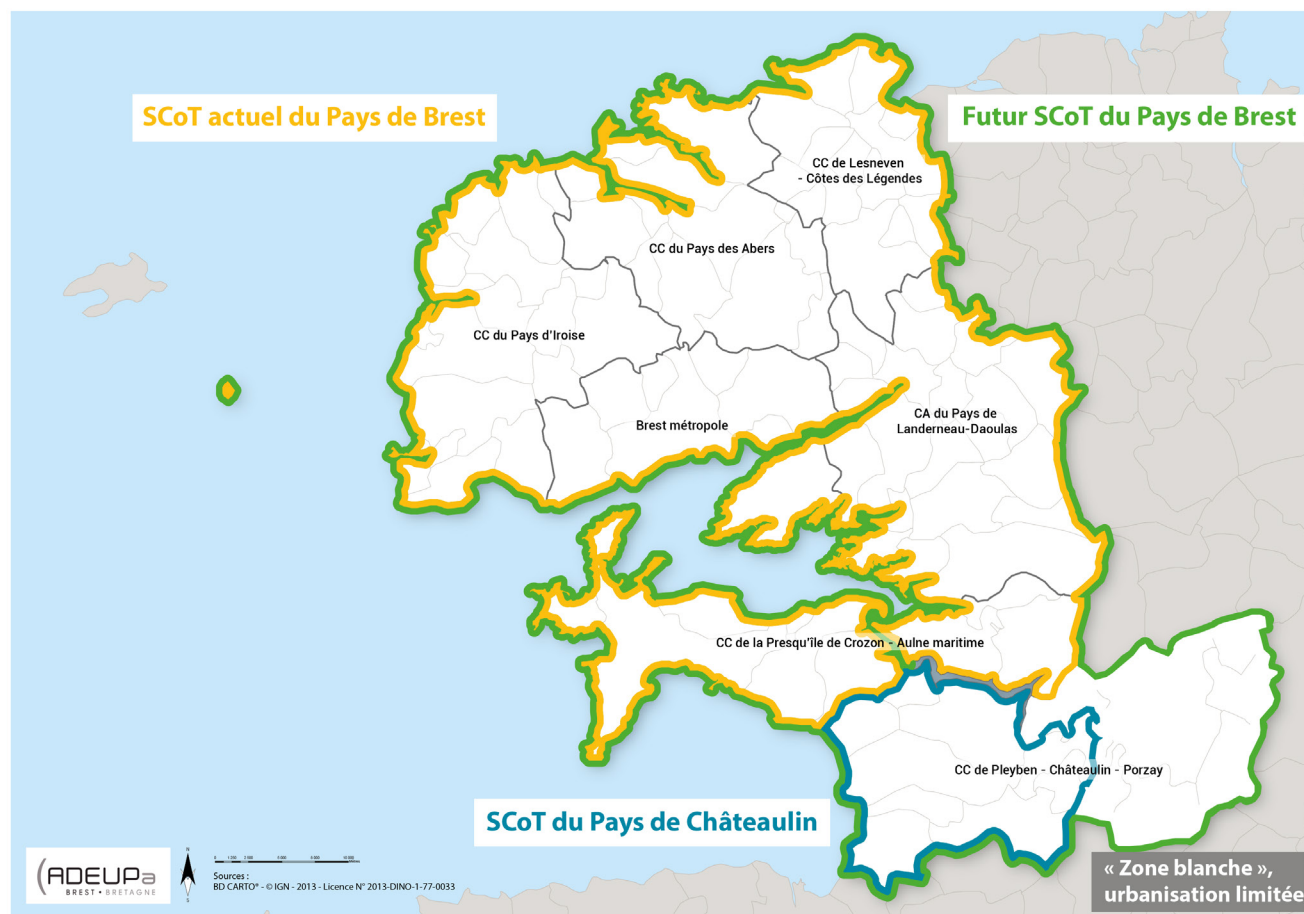 SCoT actuel du Pays de Brest
Futur SCoT du Pays de Brest
CC de Lesneven
- Côtes des Légendes
CC du Pays des Abers
CC du Pays d'Iroise
Brest métropole
CA du Pays de
Landerneau-Daoulas
CC de la Presqu'île de Crozon - Aulne maritime
CC de Pleyben - Châteaulin - Porzay
SCoT du Pays de Châteaulin
« Zone blanche »,
urbanisation limitée
ADEUPa
BREST • BRETAGNE
N
S
Sources :
BD CARTO® - © IGN - 2013 - Licence N° 2013-DINO-1-77-0033